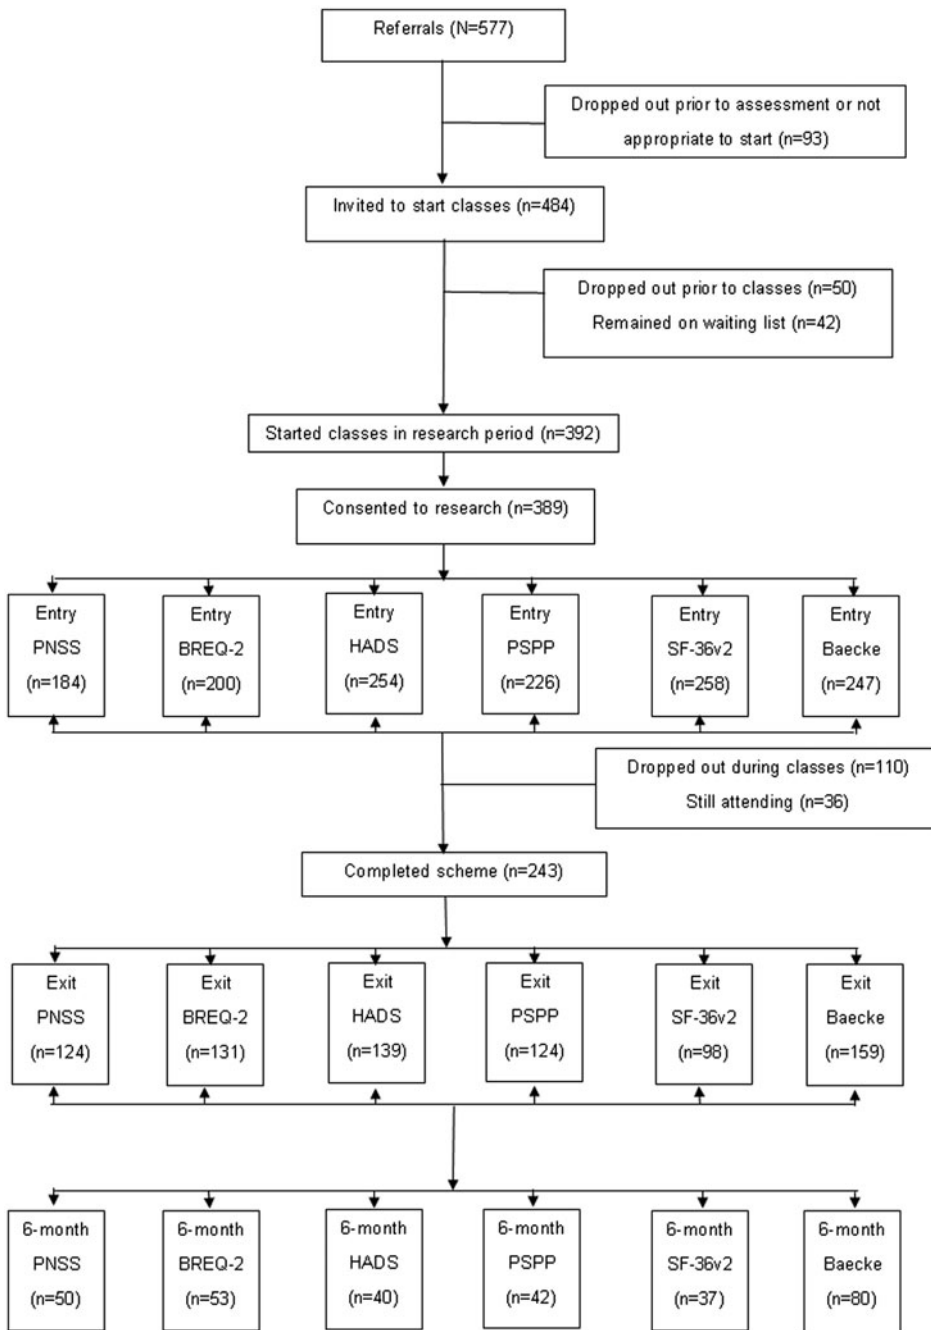 Referrals (N=577)
Dropped out prior to assessment or not
appropriate to start (n=93)
Invited to start classes (n=484)
Dropped out prior to classes (n=50)
Remained on waiting list (n=42)
Started classes in research period (n=392)
Consented to research (n=389)
Entry
PNSS
(n=184)
Entry
BREQ-2
(n=200)
Entry
HADS
(n=254)
Entry
PSPP
(n=226)
Entry
SF-36v2
(n=258)
Entry
Baecke
(n=247)
Dropped out during classes (n=110)
Still attending (n=36)
Completed scheme (n=243)
Exit
PNSS
(n=124)
Exit
BREQ-2
(n=131)
Exit
HADS
(n=139)
Exit
PSPP
(n=124)
Exit
SF-36v2
(n=98)
Exit
Baecke
(n=159)
6-month
PNSS
(n=50)
6-month
BREQ-2
(n=53)
6-month
HADS
(n=40)
6-month
PSPP
(n=42)
6-month
SF-36v2
(n=37)
6-month
Baecke
(n=80)